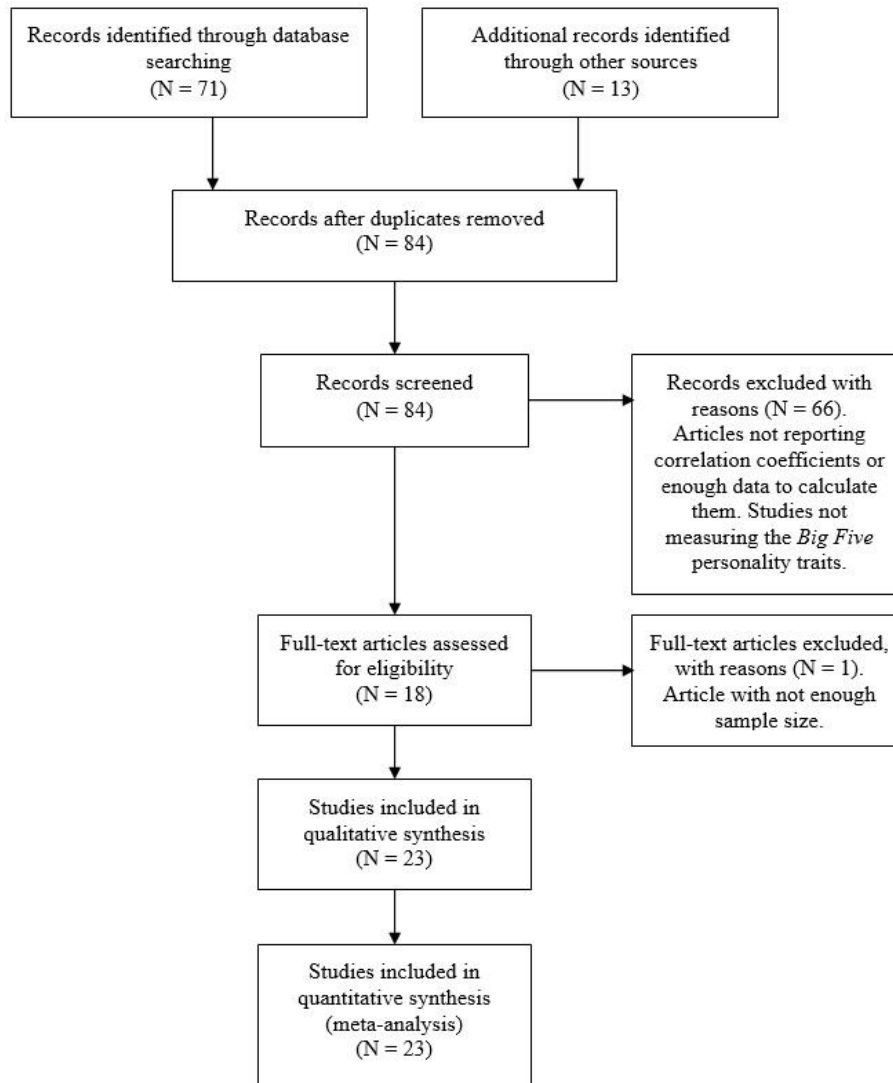 Records identified through database
searching
(N = 71)
Additional records identified
through other sources
(N = 13)
Records after duplicates removed
(N = 84)
Records screened
(N = 84)
Records excluded with
reasons (N = 66).
Articles not reporting
correlation coefficients or
enough data to calculate
them. Studies not
measuring the Big Five
personality traits.
Full-text articles assessed
for eligibility
(N = 18)
Full-text articles excluded,
with reasons (N = 1).
Article with not enough
sample size.
Studies included in
qualitative synthesis
(N = 23)
Studies included in
quantitative synthesis
(meta-analysis)
(N = 23)